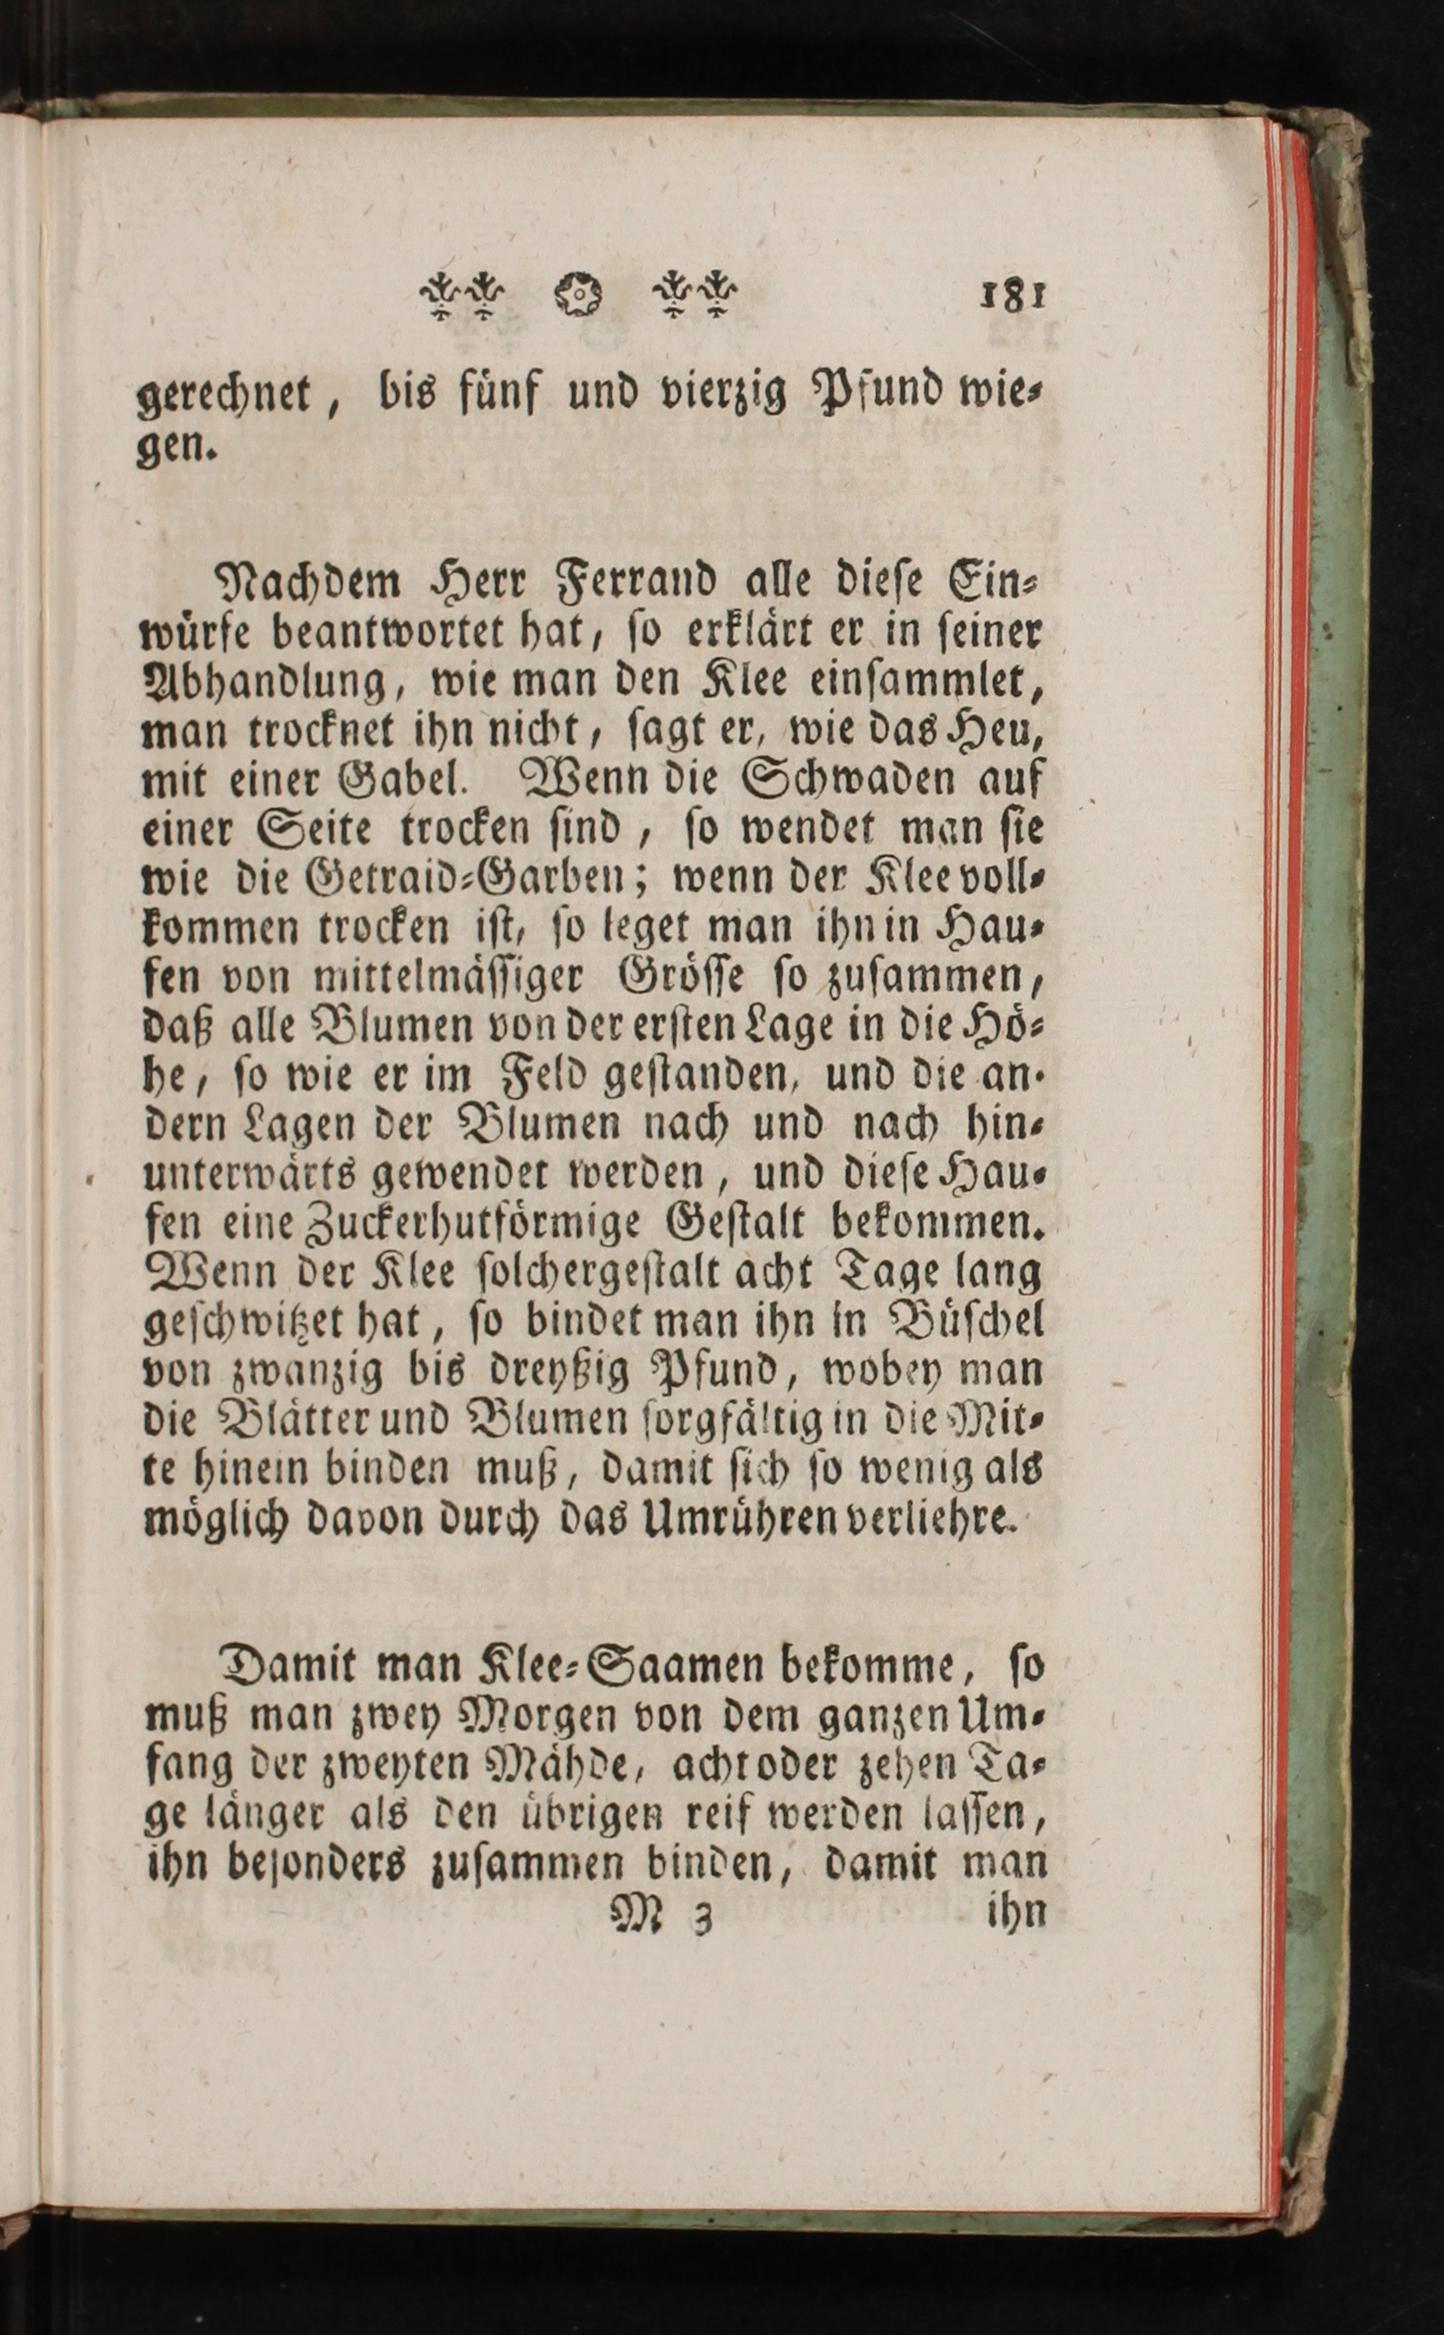 181
gerechnet, bis fünf und vierzig Pfund wie⸗
gen.
Nachdem Herr Ferrand alle dieſe Ein⸗
würfe beantwortet hat, ſo erklärt er in ſeiner
Abhandlung, wie man den Klee einſammlet,
man trocknet ihn nicht, ſagt er, wie das Heu,
mit einer Gabel. Wenn die Schwaden auf
einer Seite trocken ſind, ſo wendet man ſie
wie die Getraid⸗Garben; wenn der Klee voll⸗
kommen trocken iſt, ſo leget man ihn in Hau⸗
fen von mittelmäſſiger Gröſſe ſo zuſammen,
daß alle Blumen von der erſten Lage in die Hö⸗
he, ſo wie er im Feld geſtanden, und die an⸗
dern Lagen der Blumen nach und nach hin⸗
unterwärts gewendet werden, und dieſe Hau⸗
fen eine Zuckerhutförmige Geſtalt bekommen.
Wenn der Klee ſolchergeſtalt acht Tage lang
geſchwitzet hat, ſo bindet man ihn in Büſchel
von zwanzig bis dreyßig Pfund, wobey man
die Blätter und Blumen ſorgfältig in die Mit⸗
te hinein binden muß, damit ſich ſo wenig als
möglich davon durch das Umrühren verliehre.
Damit man Klee⸗Saamen bekomme, ſo
muß man zwey Morgen von dem ganzen Um⸗
fang der zweyten Mähde, acht oder zehen Ta⸗
ge länger als den übrigen reif werden laſſen,
ihn beſonders zuſammen binden, damit man
M 3 ihn